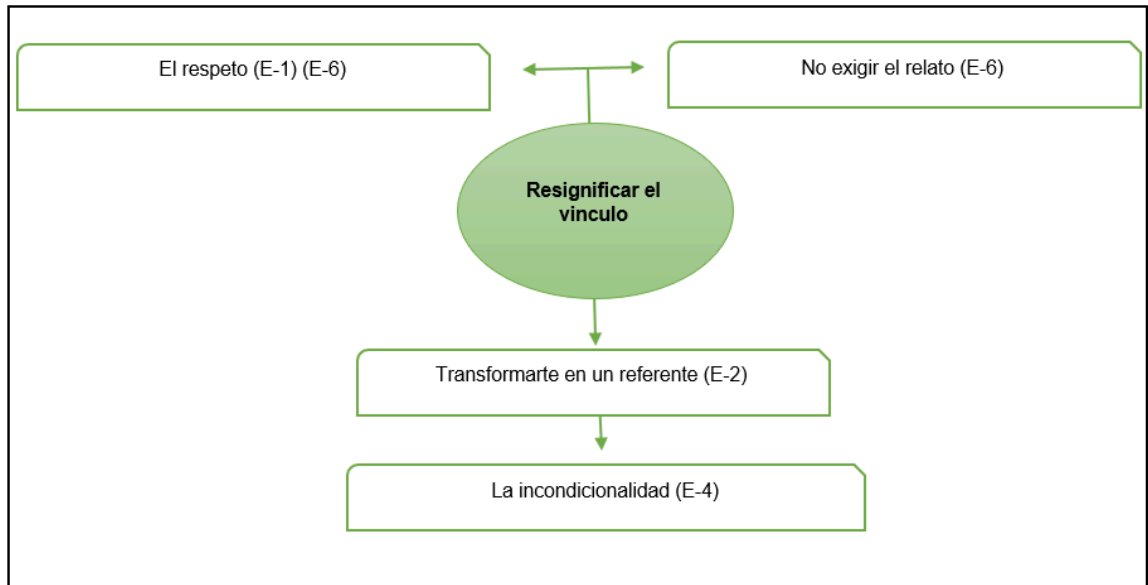 El respeto (E-1) (E-6)
No exigir el relato (E-6)
Resignificar el
vinculo
Transformarte en un referente (E-2)
La incondicionalidad (E-4)